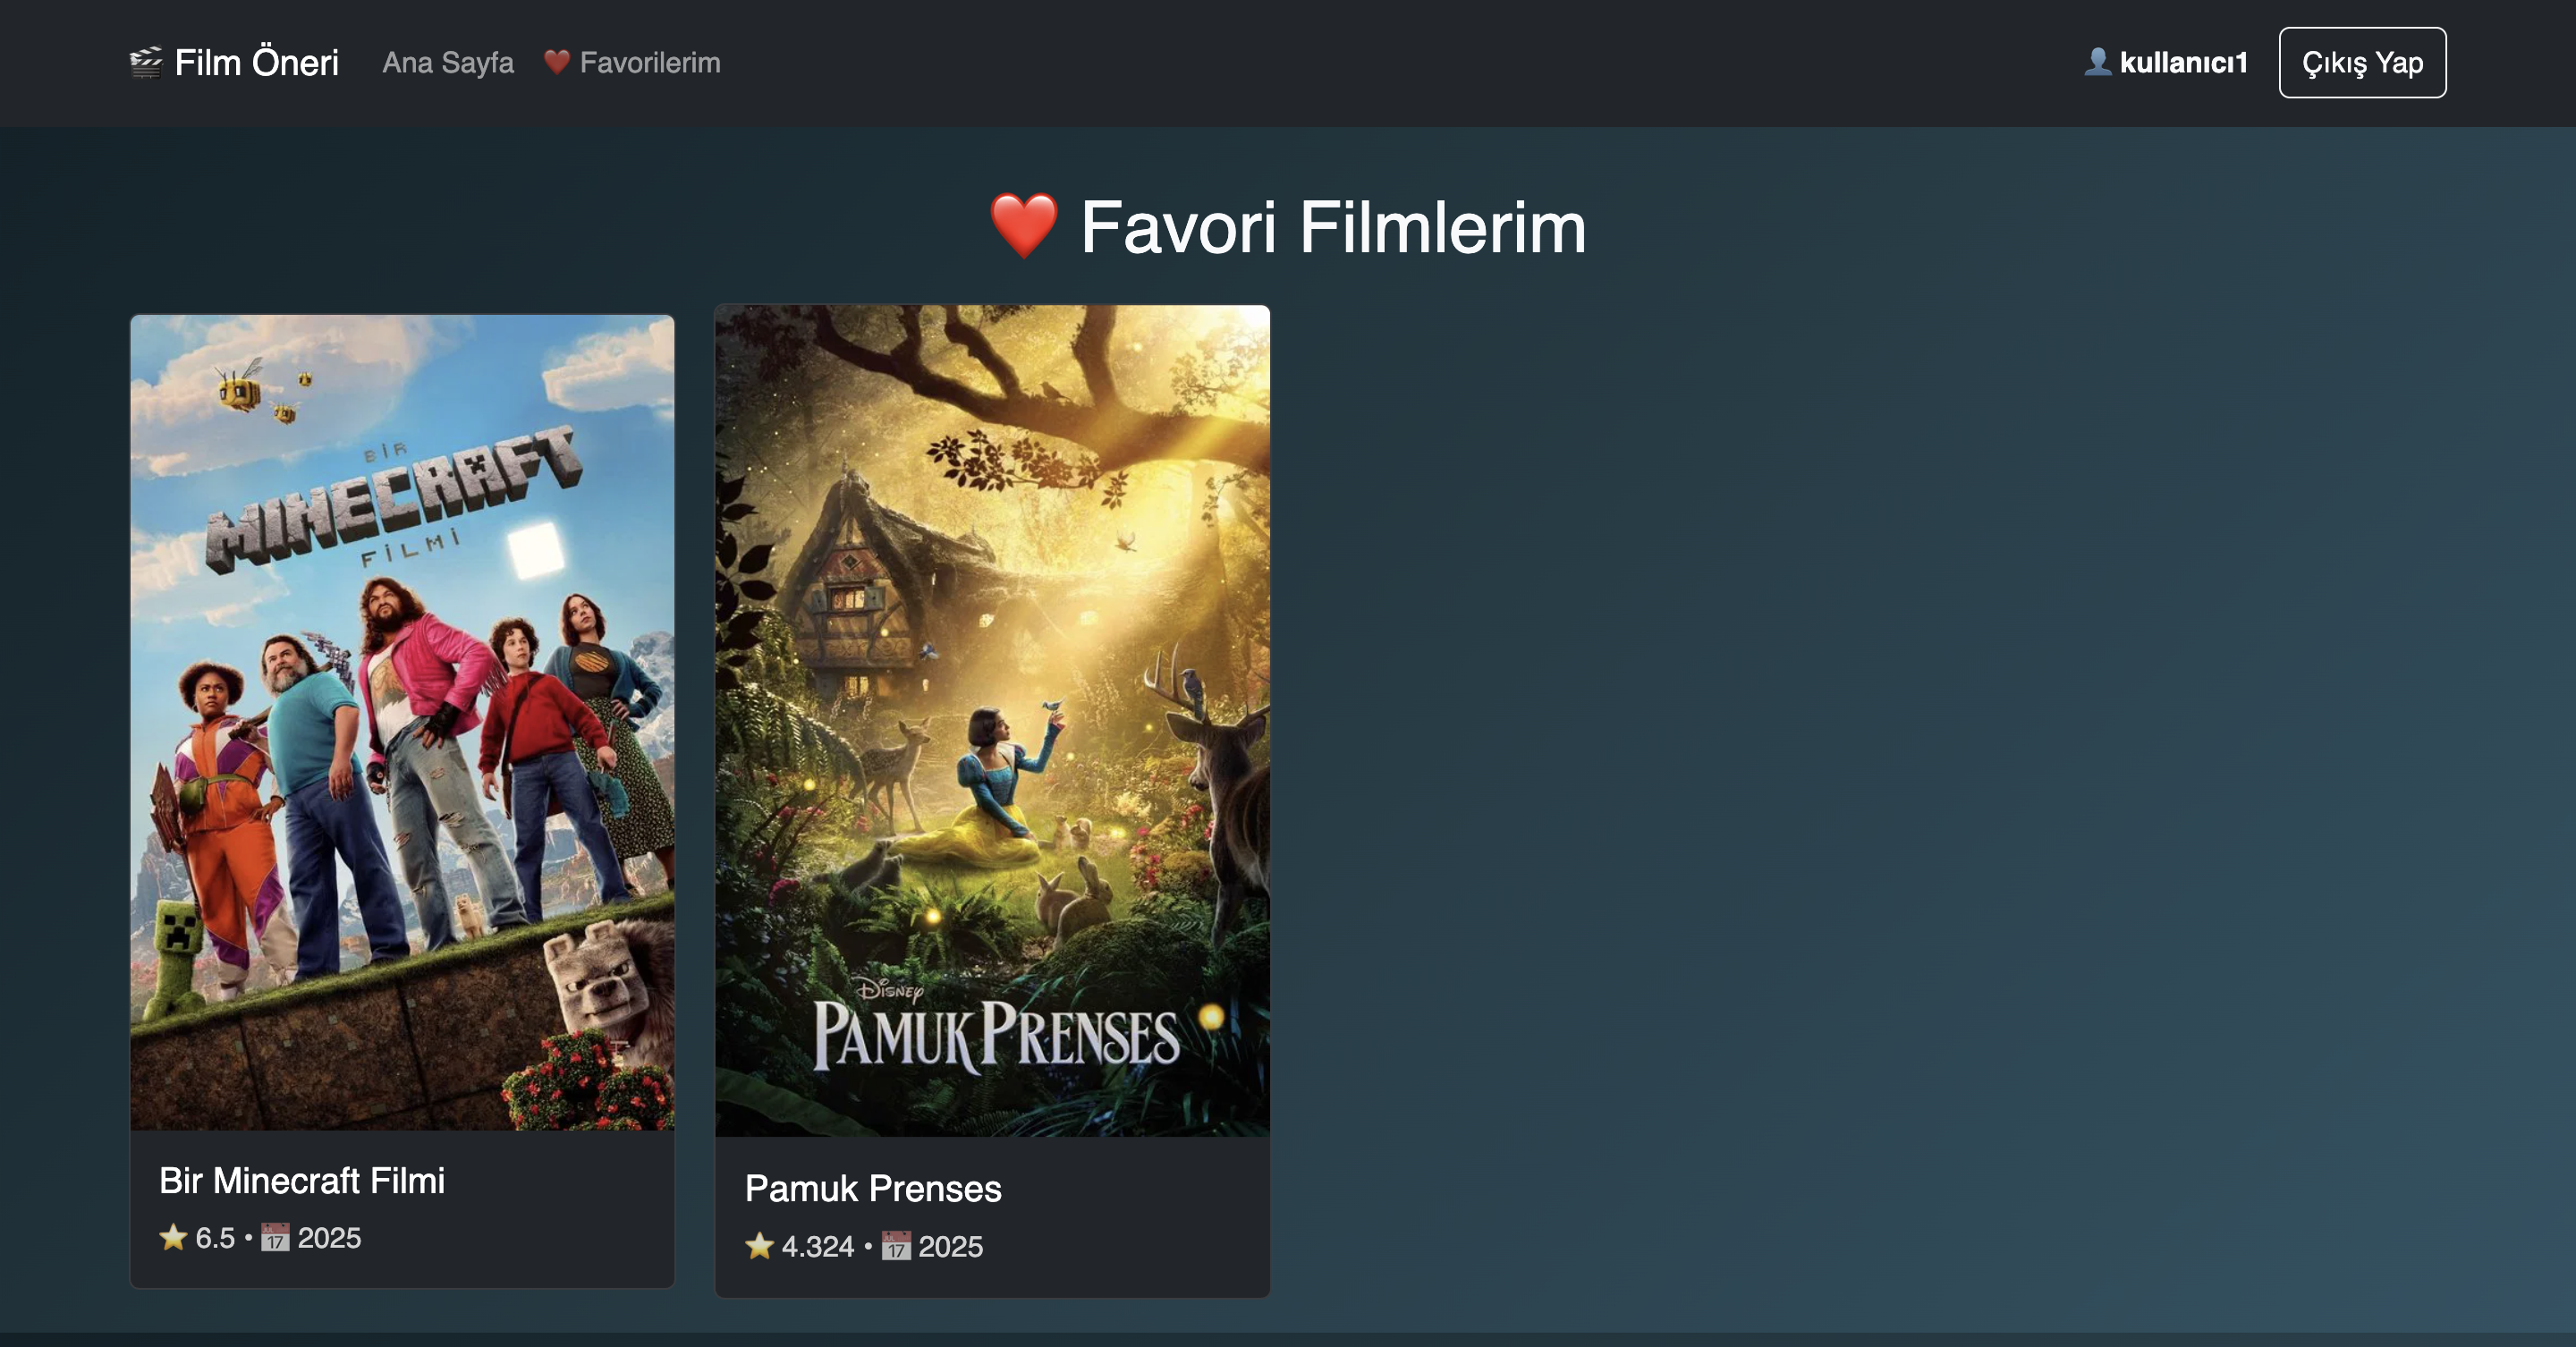 🎬 Film Öneri Ana Sayfa ❤️ Favorilerim 👤 kullanıcı1 Çıkış Yap
❤️ Favori Filmlerim
BİR
MINECRAFT
FİLMİ
DISNEY
PAMUK PRENSES
Bir Minecraft Filmi
⭐ 6.5 • 📅 2025
Pamuk Prenses
⭐ 4.324 • 📅 2025